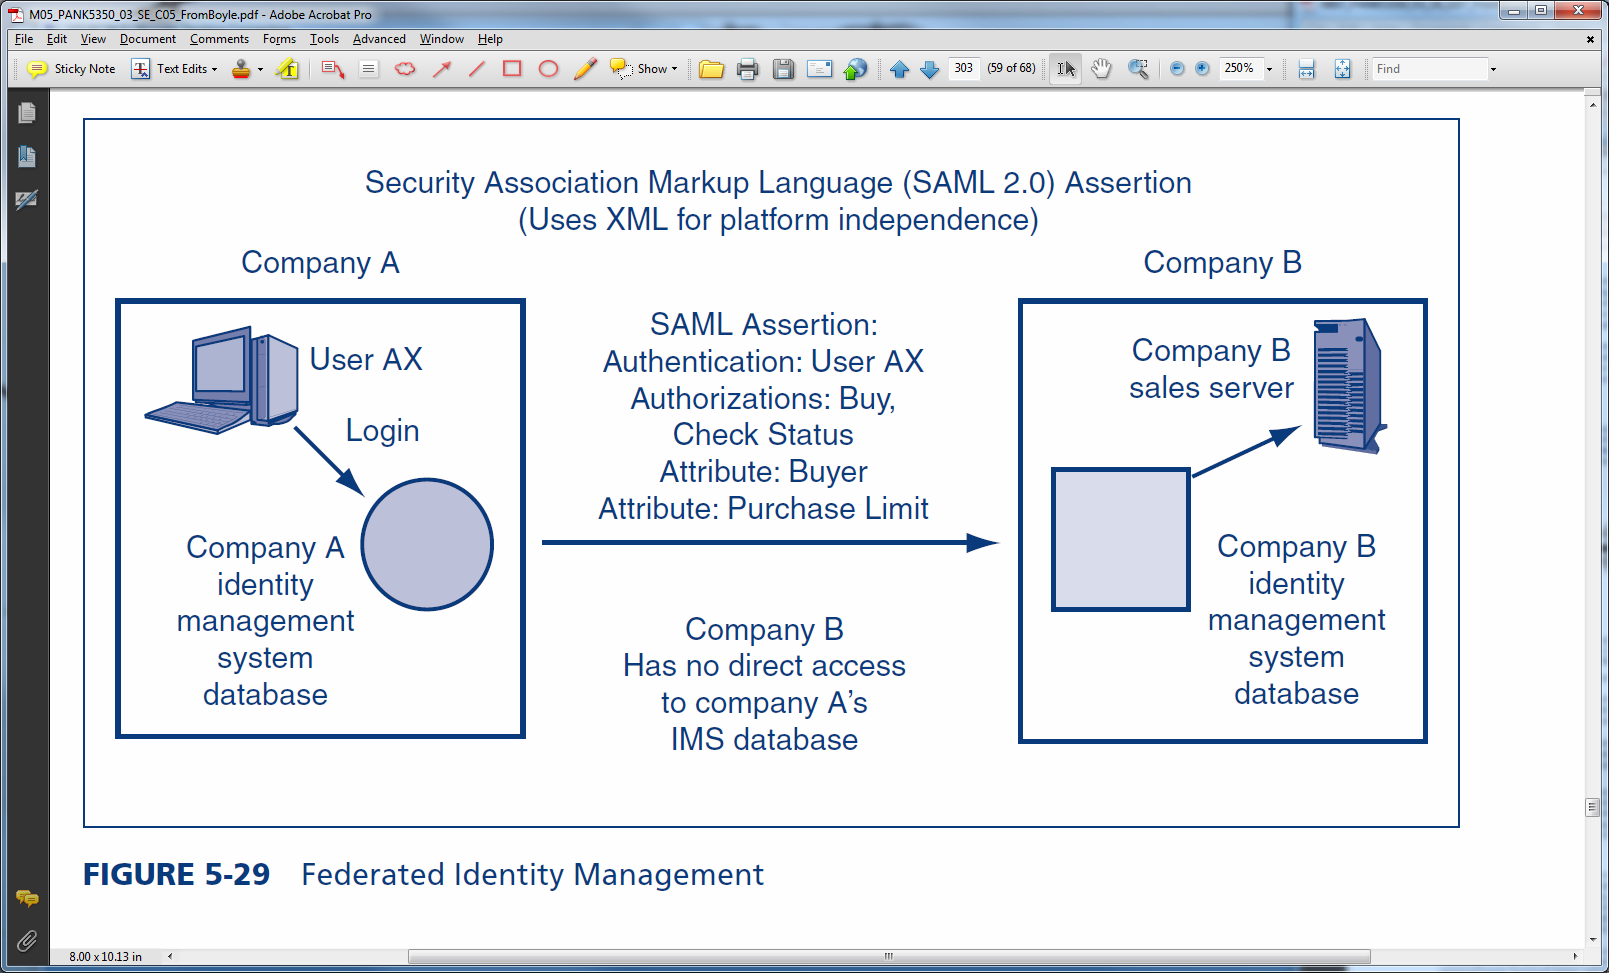 M05_PANK5350_03_SE_C05_FromBoyle.pdf - Adobe Acrobat Pro
File Edit View Document Comments Forms Tools Advanced Window Help
Sticky Note Text Edits Show 303 (59 of 68) 250% Find
Security Association Markup Language (SAML 2.0) Assertion
(Uses XML for platform independence)
Company A
User AX
Login
Company A
identity
management
system
database
SAML Assertion:
Authentication: User AX
Authorizations: Buy,
Check Status
Attribute: Buyer
Attribute: Purchase Limit
Company B
Has no direct access
to company A’s
IMS database
Company B
Company B
sales server
Company B
identity
management
system
database
FIGURE 5-29 Federated Identity Management
8.00 x 10.13 in